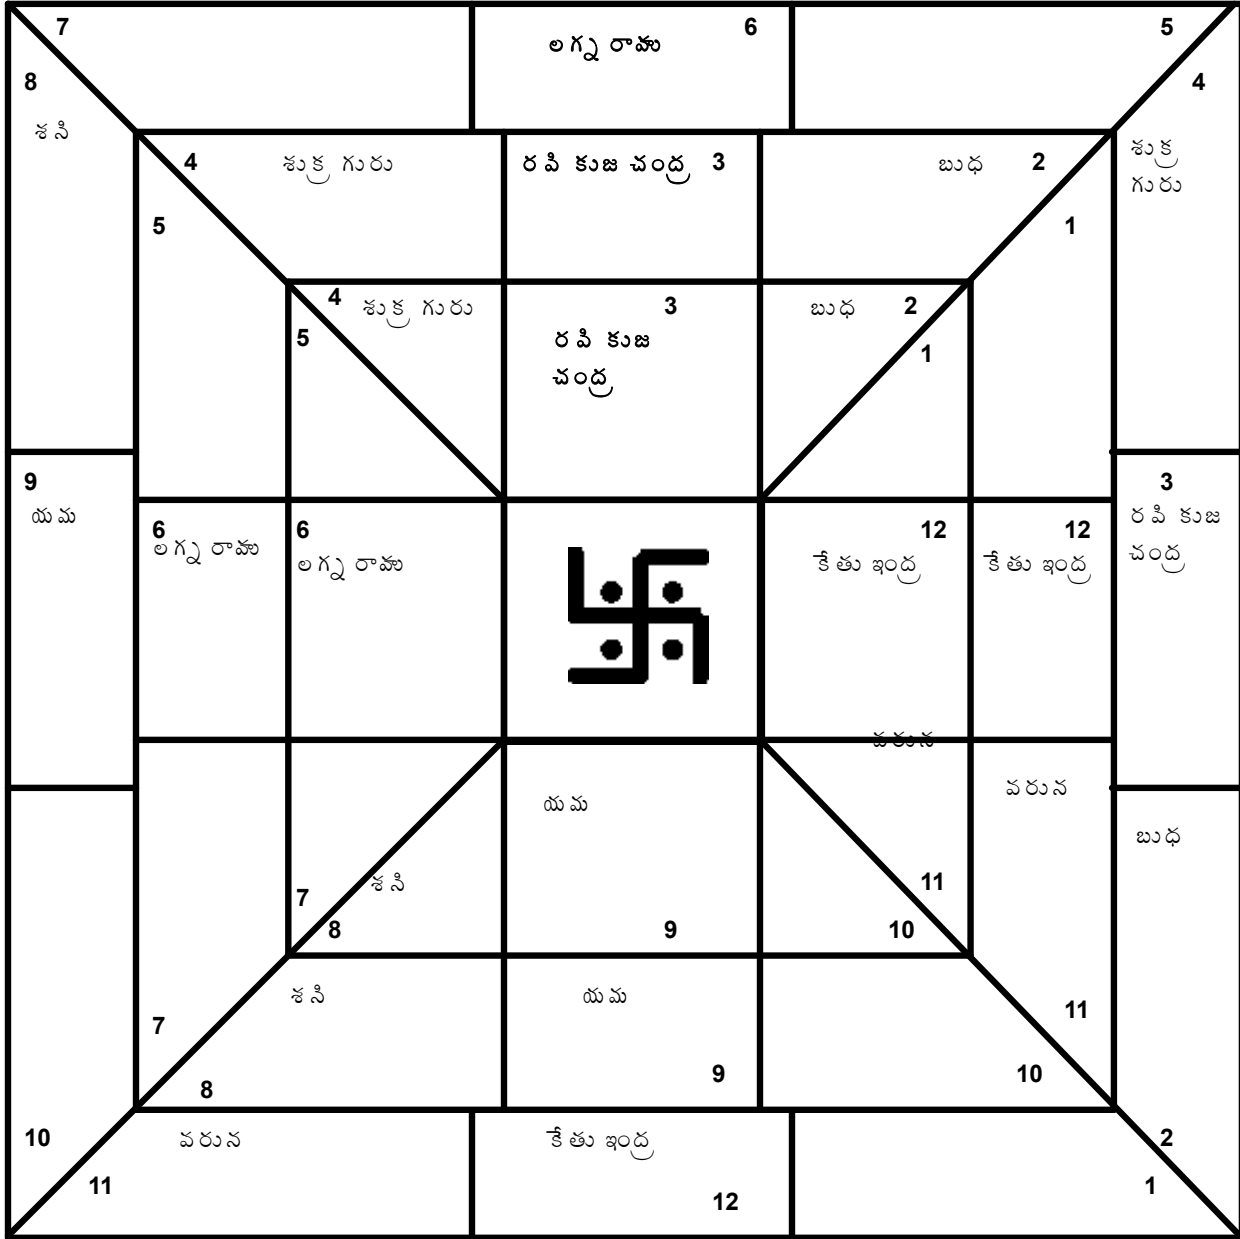 7
లగ్న రాహు 6
5
8
4
శని
శుక్ర
గురు
4 శుక్ర గురు
రవి కుజ చంద్ర 3
బుధ 2
5
1
4 శుక్ర గురు
3
బుధ 2
5
రవి కుజ
చంద్ర
1
9
యమ
6
లగ్న రాహు
6
లగ్న రాహు
12
కేతు ఇంద్ర
12
కేతు ఇంద్ర
3
రవి కుజ
చంద్ర
వరున
యమ
వరున
బుధ
శని
7
8
9
11
10
శని
యమ
7
11
8
9
10
10
వరున
కేతు ఇంద్ర
2
11
12
1